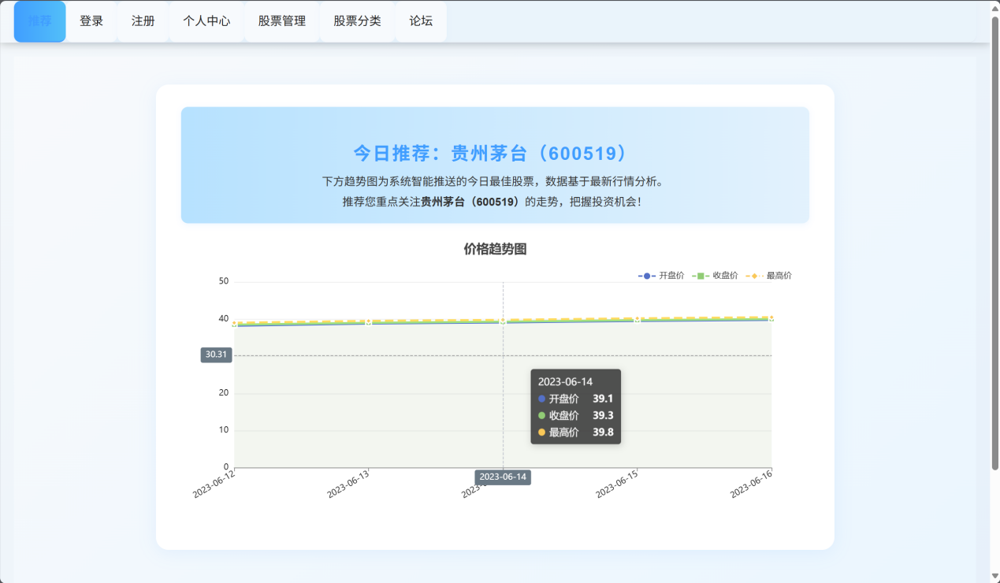 推荐 登录 注册 个人中心 股票管理 股票分类 论坛
今日推荐：贵州茅台（600519）
下方趋势图为系统智能推送的今日最佳股票，数据基于最新行情分析。
推荐您重点关注贵州茅台（600519）的走势，把握投资机会！
价格趋势图
开盘价 收盘价 最高价
50
40
30.31
20
10
0
2023-06-14
开盘价 39.1
收盘价 39.3
最高价 39.8
2023-06-12
2023-06-13
2023-06-14
2023-06-15
2023-06-16